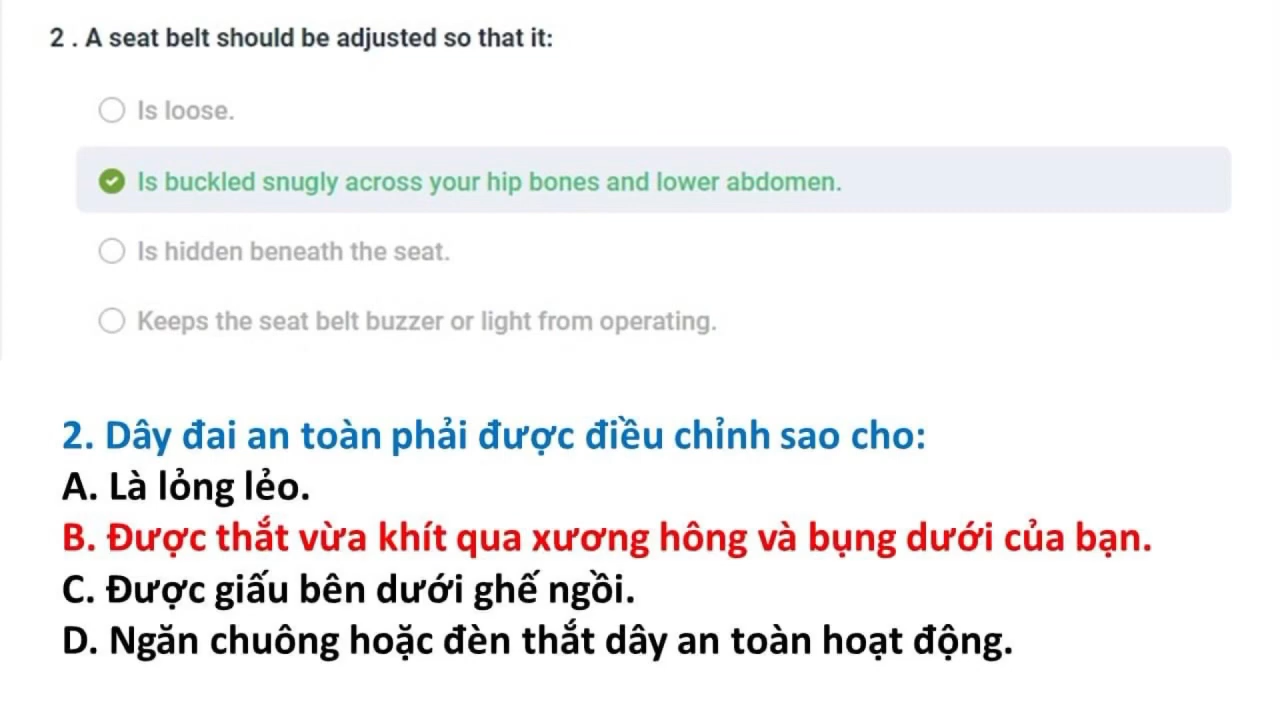 2 . A seat belt should be adjusted so that it:
Is loose.
Is buckled snugly across your hip bones and lower abdomen.
Is hidden beneath the seat.
Keeps the seat belt buzzer or light from operating.
2. Dây đai an toàn phải được điều chỉnh sao cho:
A. Là lỏng lẻo.
B. Được thắt vừa khít qua xương hông và bụng dưới của bạn.
C. Được giấu bên dưới ghế ngồi.
D. Ngăn chuông hoặc đèn thắt dây an toàn hoạt động.